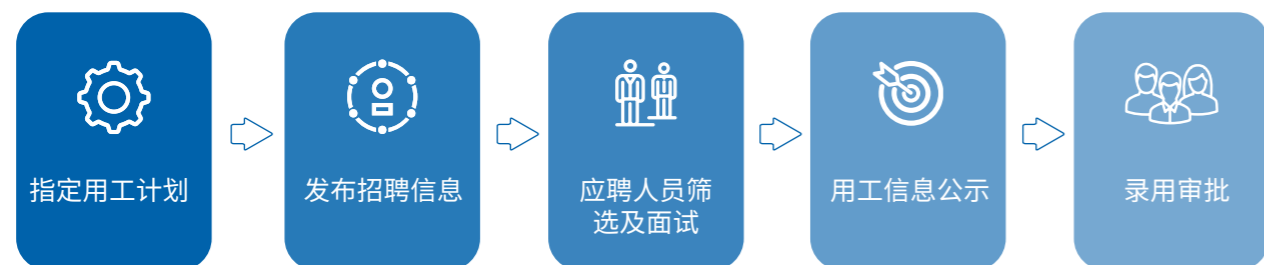 指定用工计划
发布招聘信息
应聘人员筛
选及面试
用工信息公示
录用审批